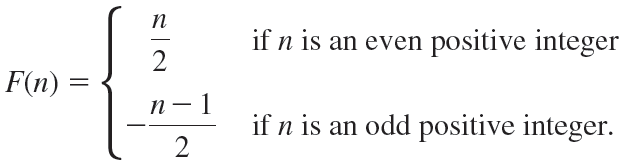 F(n) = { n/2 if n is an even positive integer
-(n - 1)/2 if n is an odd positive integer.